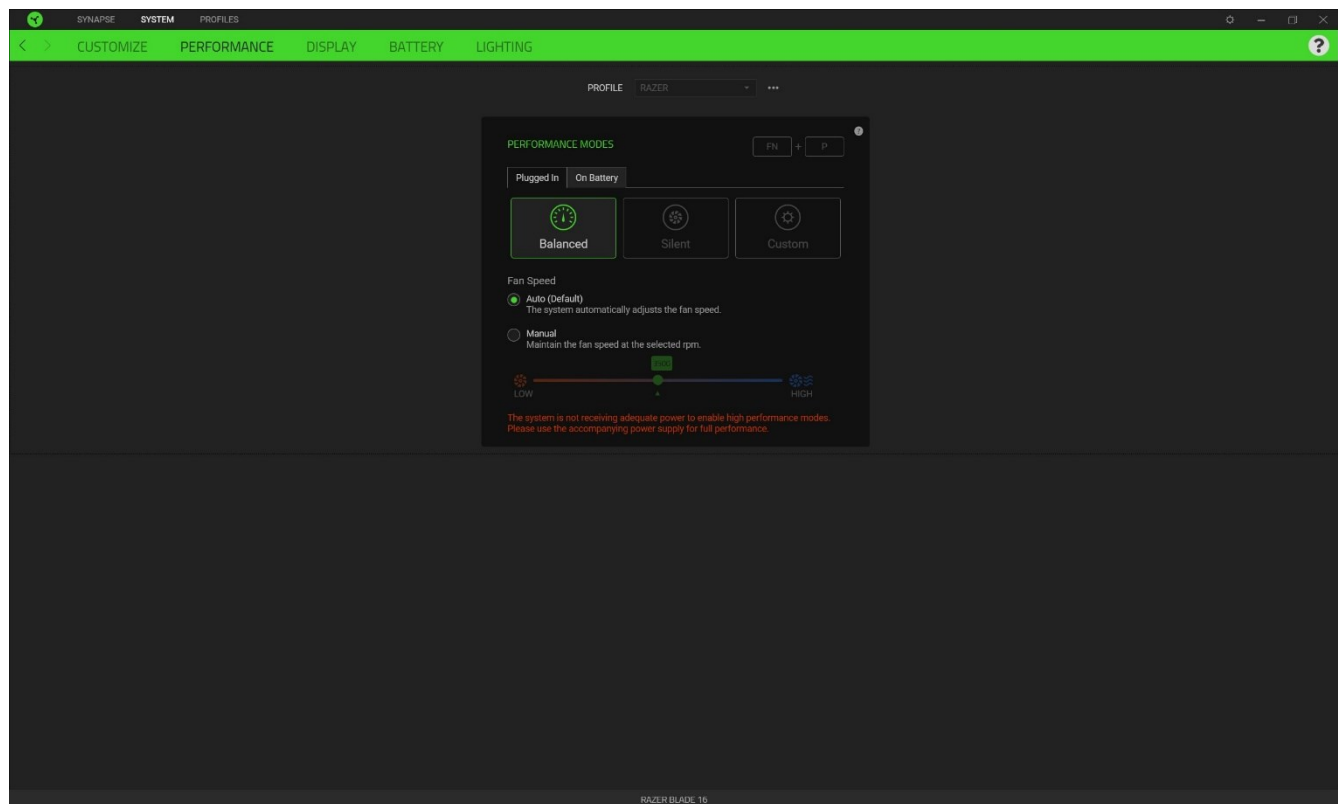 SYNAPSE SYSTEM PROFILES
CUSTOMIZE PERFORMANCE DISPLAY BATTERY LIGHTING ?
PROFILE RAZER
PERFORMANCE MODES FN + P ?
Plugged In On Battery
Balanced Silent Custom
Fan Speed
Auto (Default)
The system automatically adjusts the fan speed.
Manual
Maintain the fan speed at the selected rpm.
LOW HIGH
The system is not receiving adequate power to enable high performance modes.
Please use the accompanying power supply for full performance.
RAZER BLADE 16